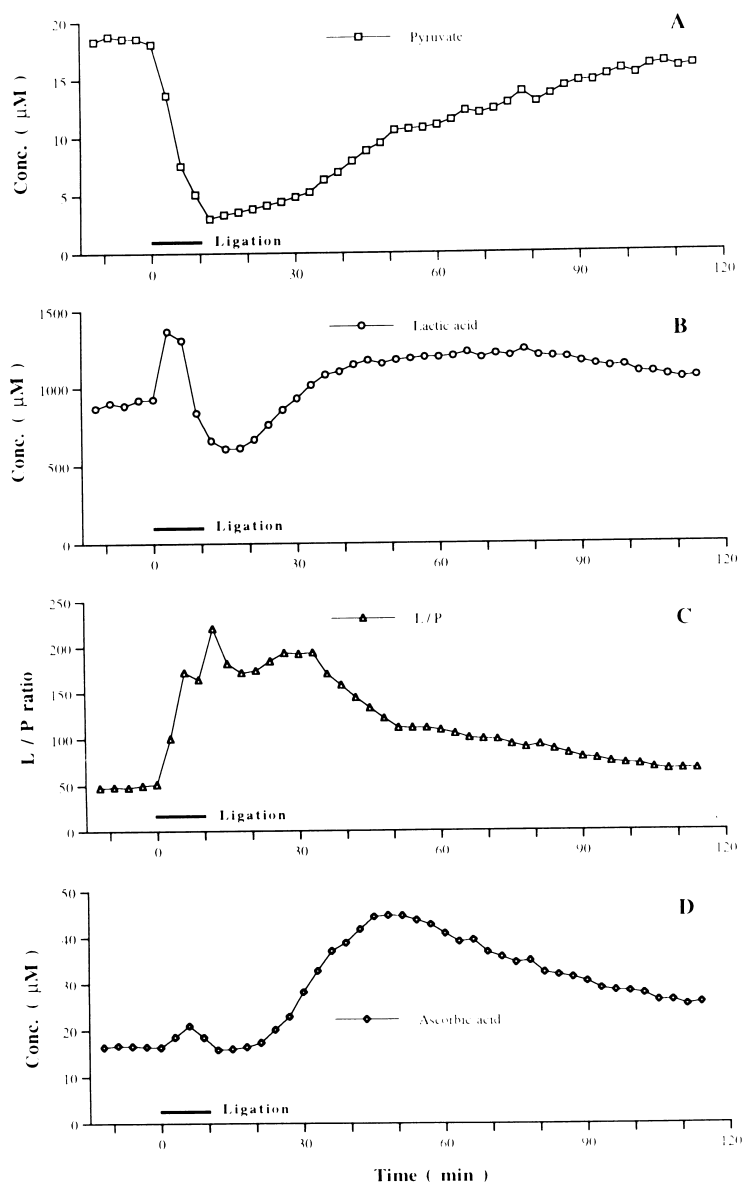 A
20
Pyruvate
15
10
5
0
Conc. ( μM )
Ligation
0 30 60 90 120
B
1500
Lactic acid
1000
500
0
Conc. ( μM )
Ligation
0 30 60 90 120
C
250
L / P
200
150
100
50
0
L / P ratio
Ligation
0 30 60 90 120
D
50
40
30
20
10
0
Conc. ( μM )
Ascorbic acid
Ligation
0 30 60 90 120
Time ( min )